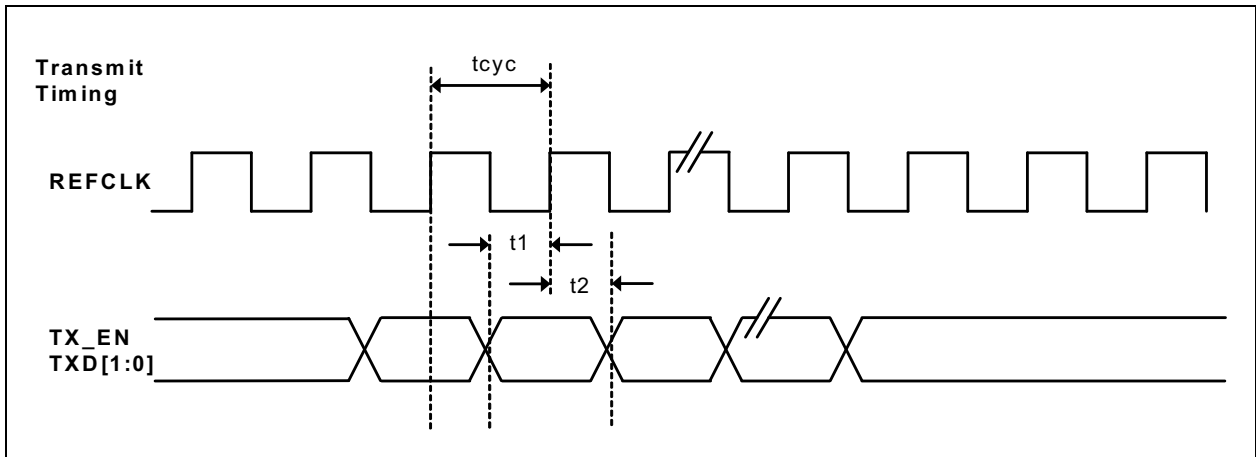 Transmit
Timing
tcyc
REFCLK
t1
t2
TX_EN
TXD[1:0]